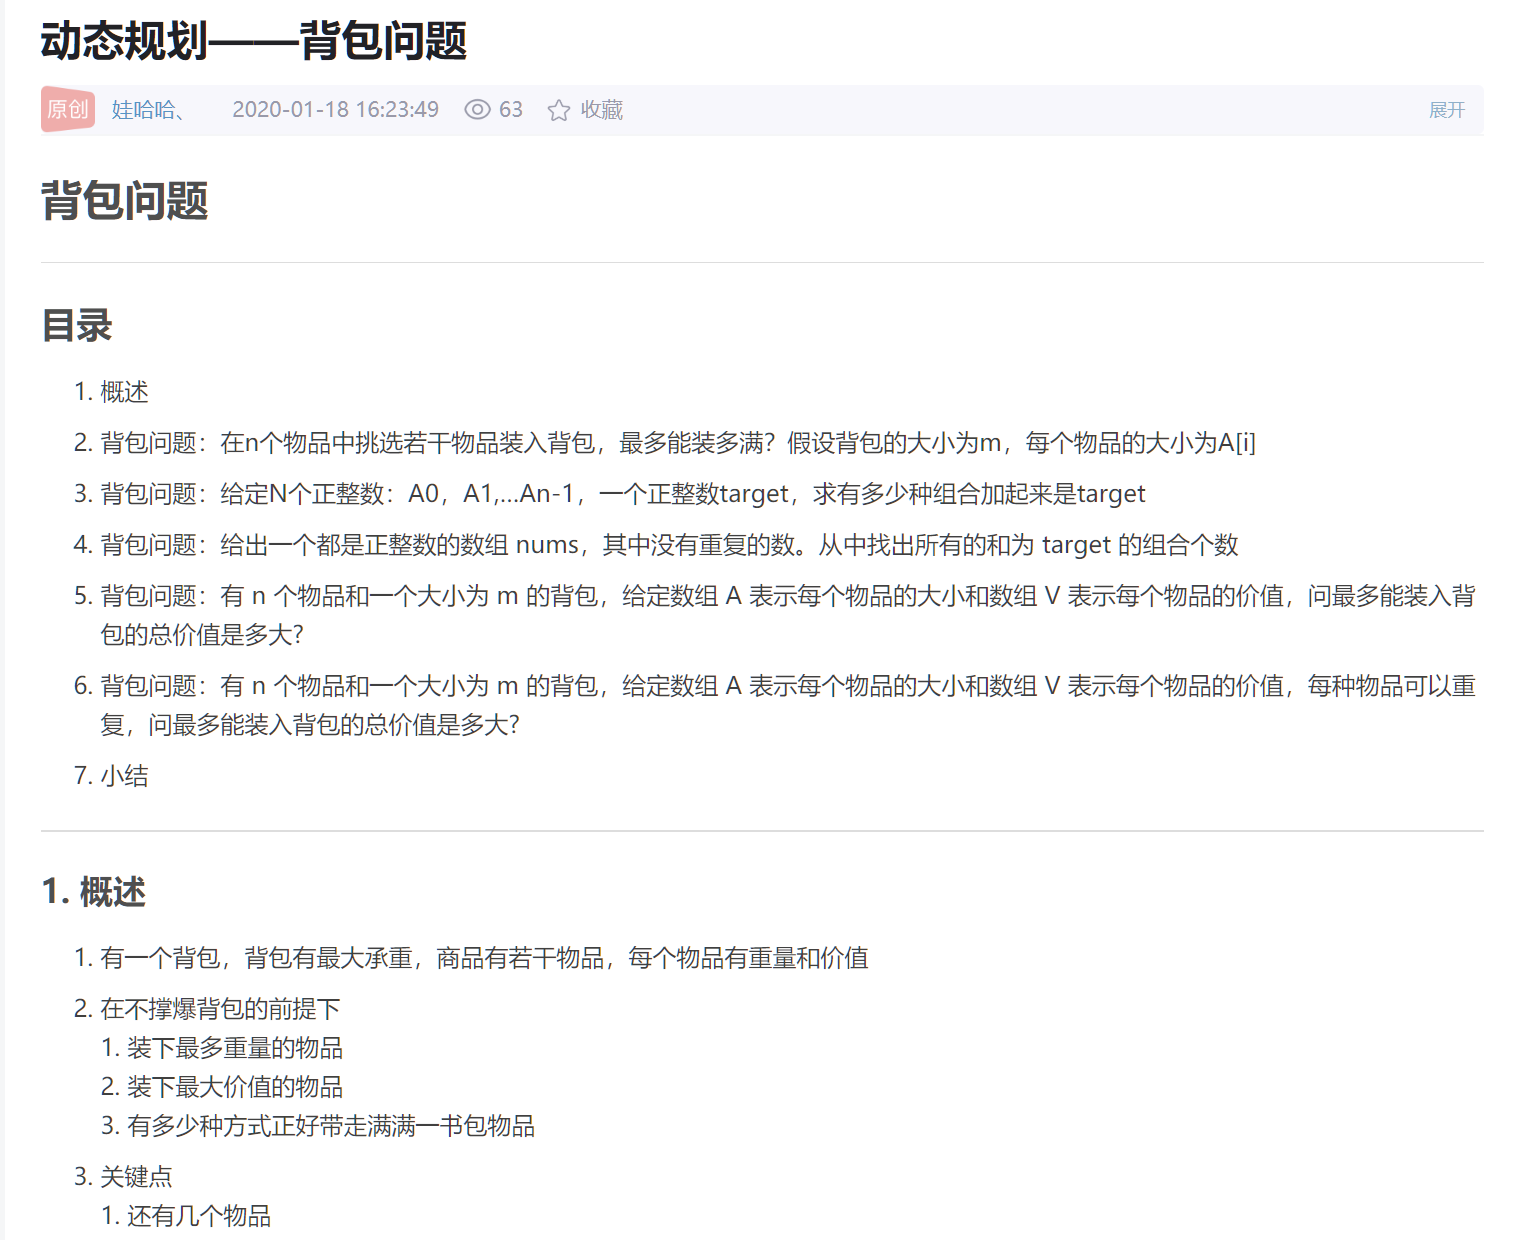 动态规划——背包问题
原创 娃哈哈、 2020-01-18 16:23:49 63 收藏 展开
背包问题
目录
1. 概述
2. 背包问题：在n个物品中挑选若干物品装入背包，最多能装多满？假设背包的大小为m，每个物品的大小为A[i]
3. 背包问题：给定N个正整数：A0，A1,...An-1，一个正整数target，求有多少种组合加起来是target
4. 背包问题：给出一个都是正整数的数组 nums，其中没有重复的数。从中找出所有的和为 target 的组合个数
5. 背包问题：有 n 个物品和一个大小为 m 的背包，给定数组 A 表示每个物品的大小和数组 V 表示每个物品的价值，问最多能装入背
包的总价值是多大?
6. 背包问题：有 n 个物品和一个大小为 m 的背包，给定数组 A 表示每个物品的大小和数组 V 表示每个物品的价值，每种物品可以重
复，问最多能装入背包的总价值是多大?
7. 小结
1. 概述
1. 有一个背包，背包有最大承重，商品有若干物品，每个物品有重量和价值
2. 在不撑爆背包的前提下
1. 装下最多重量的物品
2. 装下最大价值的物品
3. 有多少种方式正好带走满满一书包物品
3. 关键点
1. 还有几个物品